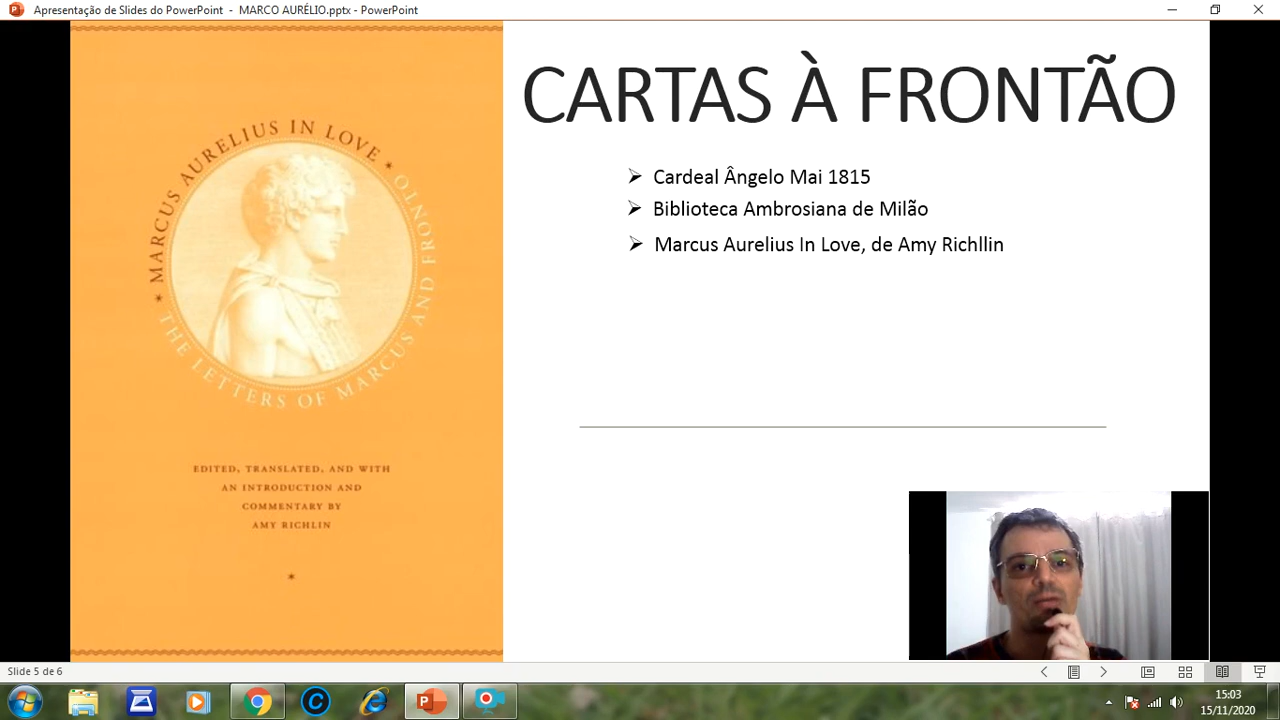 Apresentação de Slides do PowerPoint - MARCO AURÉLIO.pptx - PowerPoint
CARTAS À FRONTÃO
Cardeal Ângelo Mai 1815
Biblioteca Ambrosiana de Milão
Marcus Aurelius In Love, de Amy Richllin
* MARCUS AURELIUS IN LOVE *
THE LETTERS OF MARCUS AND FRONTO
EDITED, TRANSLATED, AND WITH
AN INTRODUCTION AND
COMMENTARY BY
AMY RICHLIN
*
Slide 5 de 6
15:03
15/11/2020